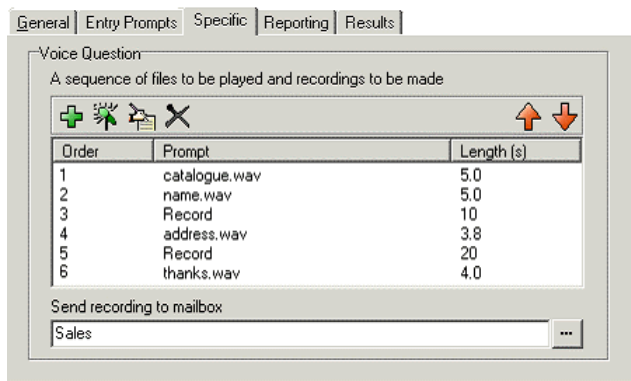 General Entry Prompts Specific Reporting Results
Voice Question
A sequence of files to be played and recordings to be made
Order Prompt Length (s)
1 catalogue.wav 5.0
2 name.wav 5.0
3 Record 10
4 address.wav 3.8
5 Record 20
6 thanks.wav 4.0
Send recording to mailbox
Sales ...